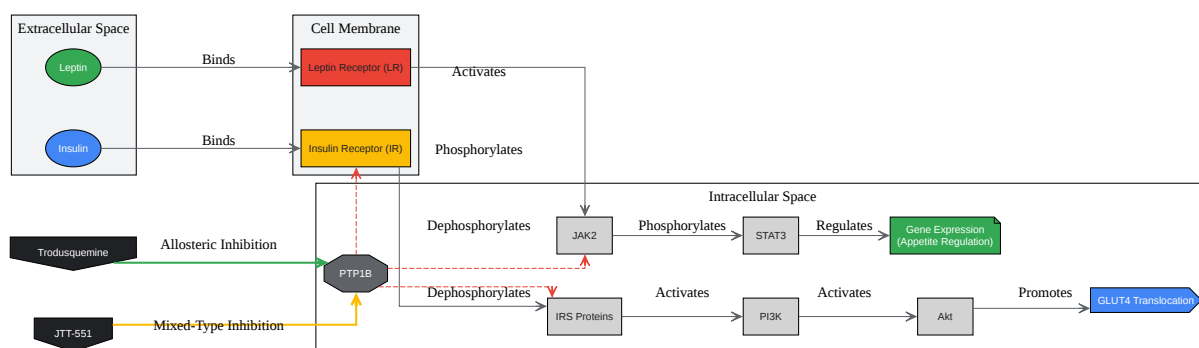 Extracellular Space
Cell Membrane
Leptin
Binds
Leptin Receptor (LR)
Activates
Insulin
Binds
Insulin Receptor (IR)
Phosphorylates
Intracellular Space
Dephosphorylates
JAK2
Phosphorylates
STAT3
Regulates
Gene Expression
(Appetite Regulation)
Trodusquemine
Allosteric Inhibition
PTP1B
Dephosphorylates
IRS Proteins
Activates
PI3K
Activates
Akt
Promotes
GLUT4 Translocation
JTT-551
Mixed-Type Inhibition